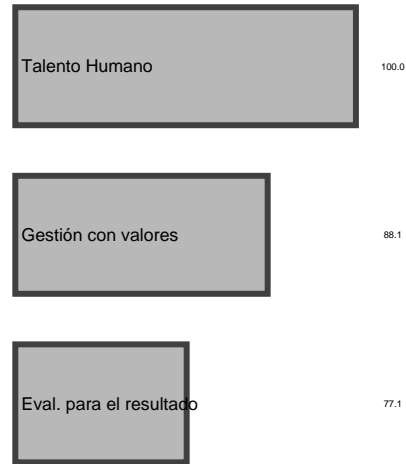 Talento Humano 100.0
Gestión con valores 88.1
Eval. para el resultado 77.1